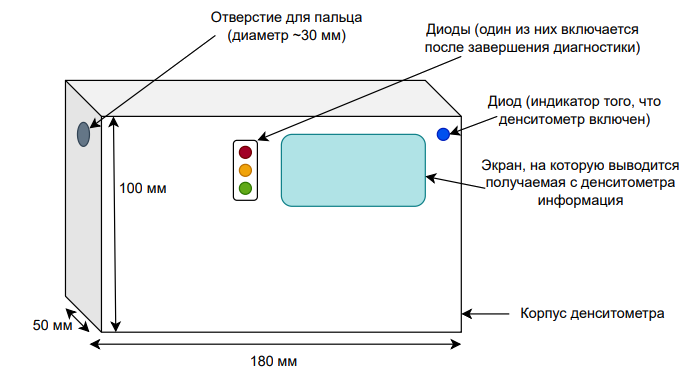 Отверстие для пальца
(диаметр ~30 мм)
Диоды (один из них включается
после завершения диагностики)
Диод (индикатор того, что
денситометр включен)
Экран, на которую выводится
получаемая с денситометра
информация
100 мм
Корпус денситометра
50 мм
180 мм